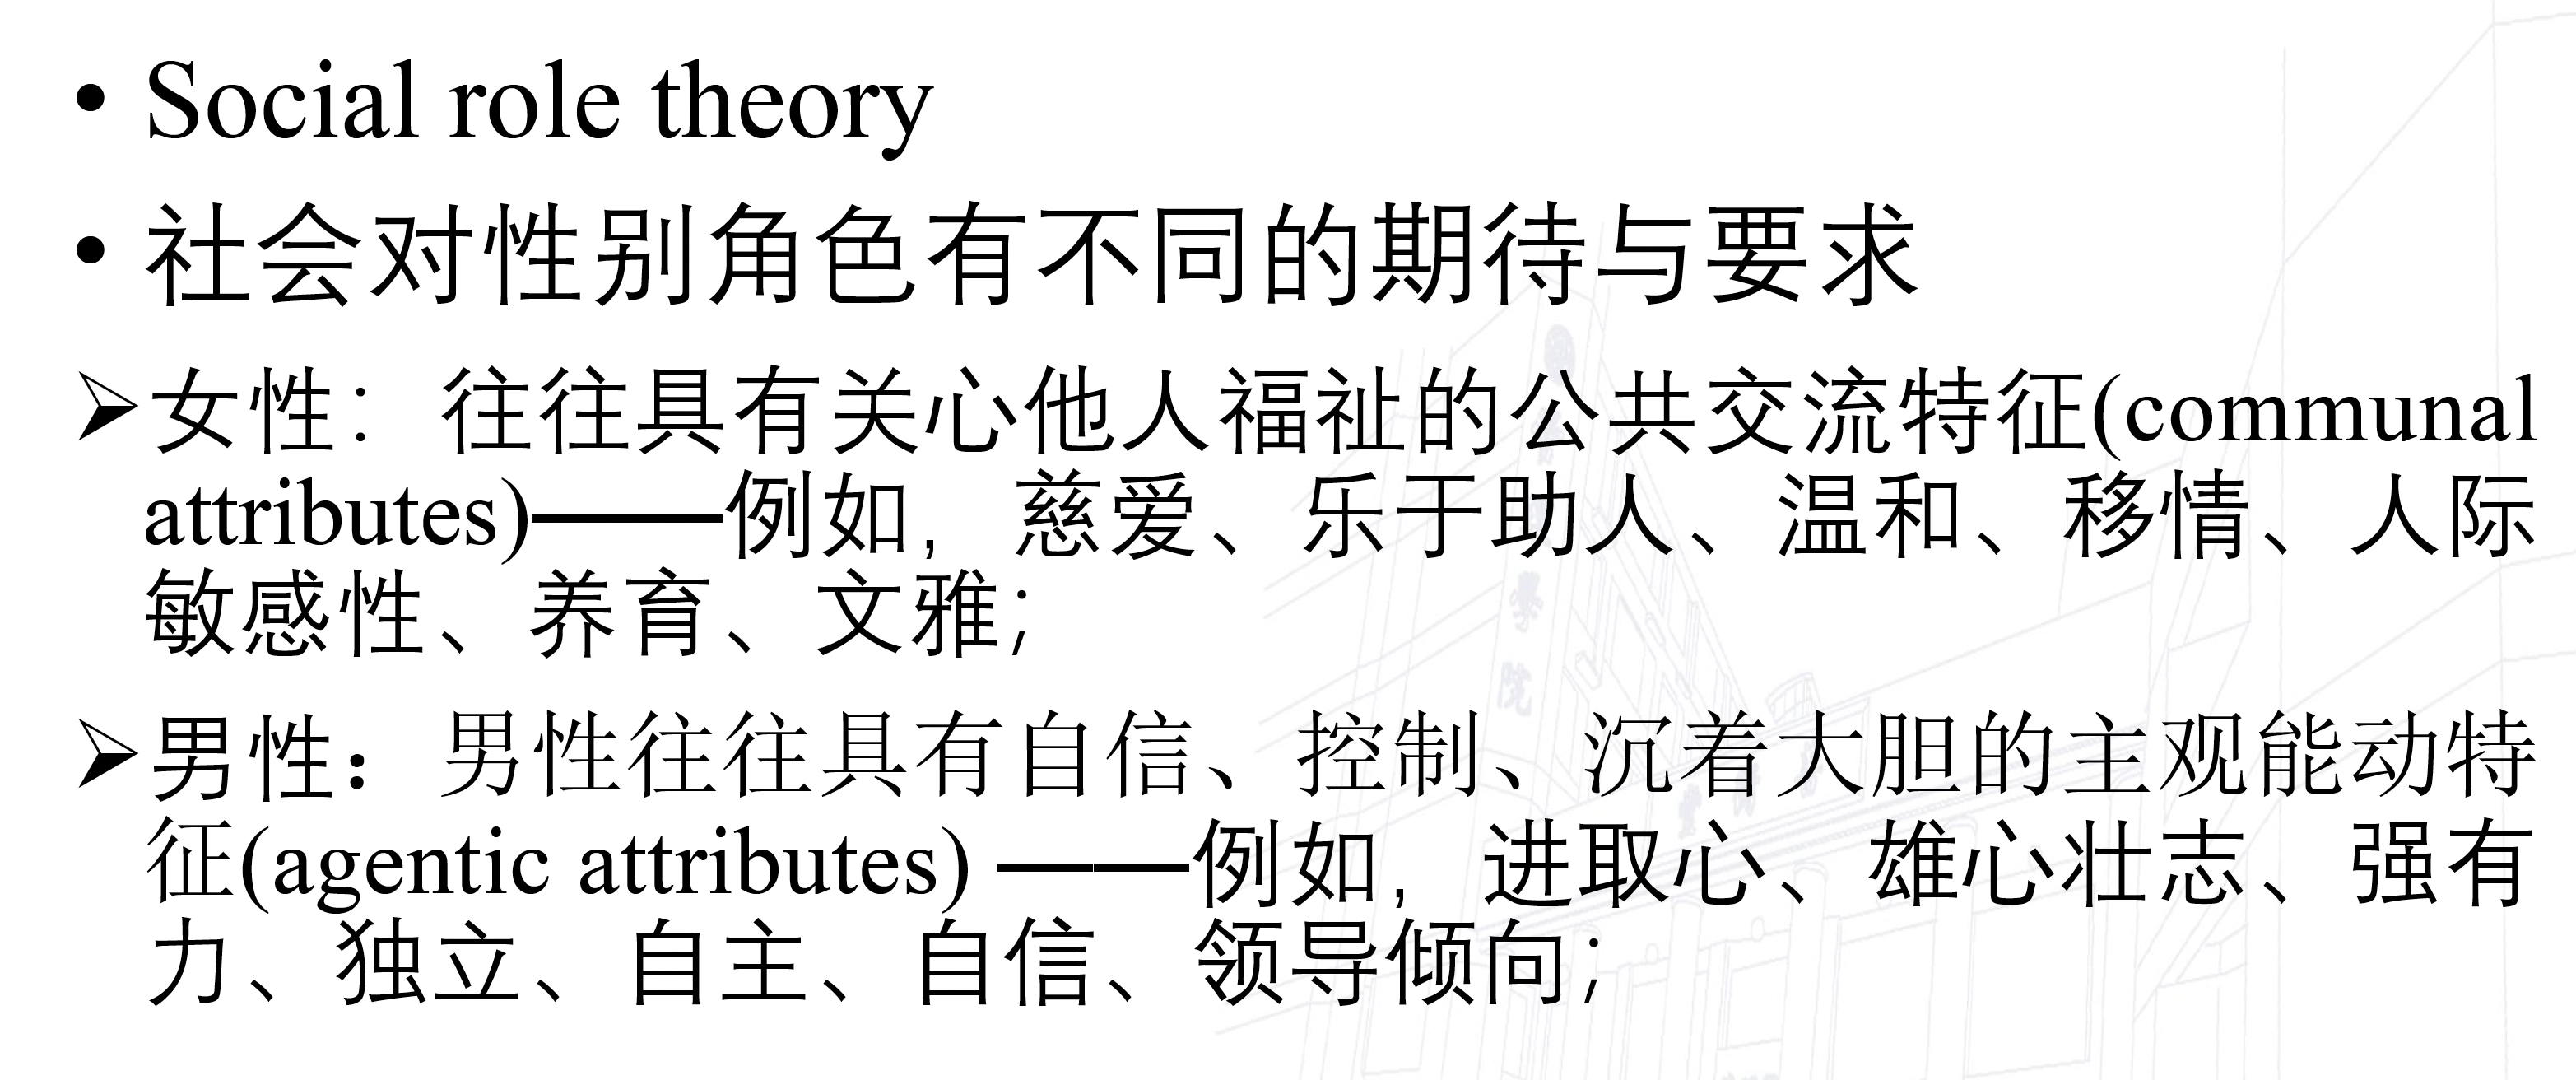 • Social role theory
• 社会对性别角色有不同的期待与要求
➢女性：往往具有关心他人福祉的公共交流特征(communal
attributes)——例如，慈爱、乐于助人、温和、移情、人际
敏感性、养育、文雅；
➢男性：男性往往具有自信、控制、沉着大胆的主观能动特
征(agentic attributes) ——例如，进取心、雄心壮志、强有
力、独立、自主、自信、领导倾向；